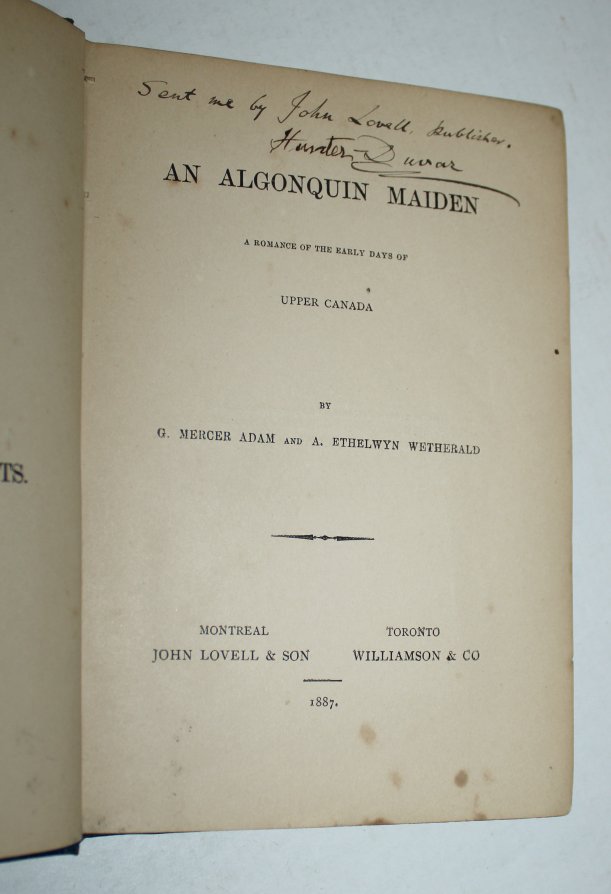 Sent me by John Lovell, Publisher.
Hunter Duvar
AN ALGONQUIN MAIDEN
A ROMANCE OF THE EARLY DAYS OF
UPPER CANADA
BY
G. MERCER ADAM AND A. ETHELWYN WETHERALD
TS.
MONTREAL
JOHN LOVELL & SON
TORONTO
WILLIAMSON & CO
1887.